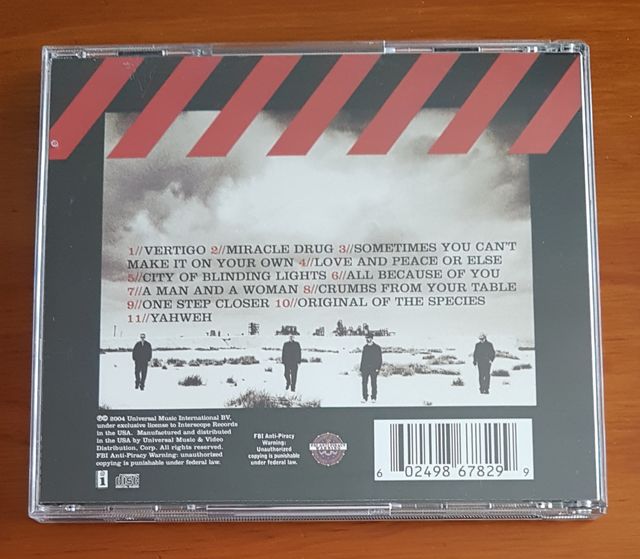 1//VERTIGO 2//MIRACLE DRUG 3//SOMETIMES YOU CAN'T
MAKE IT ON YOUR OWN 4//LOVE AND PEACE OR ELSE
5//CITY OF BLINDING LIGHTS 6//ALL BECAUSE OF YOU
7//A MAN AND A WOMAN 8//CRUMBS FROM YOUR TABLE
9//ONE STEP CLOSER 10//ORIGINAL OF THE SPECIES
11//YAHWEH
℗© 2004 Universal Music International BV.
under exclusive license to Interscope Records
in the USA. Manufactured and distributed
in the USA by Universal Music & Video
Distribution, Corp. All rights reserved.
FBI Anti-Piracy Warning: unauthorised
copying is punishable under federal law.
i
disc
FBI Anti-Piracy
Warning:
Unauthorized
copying is punishable
under federal law.
6 02498 67829 9